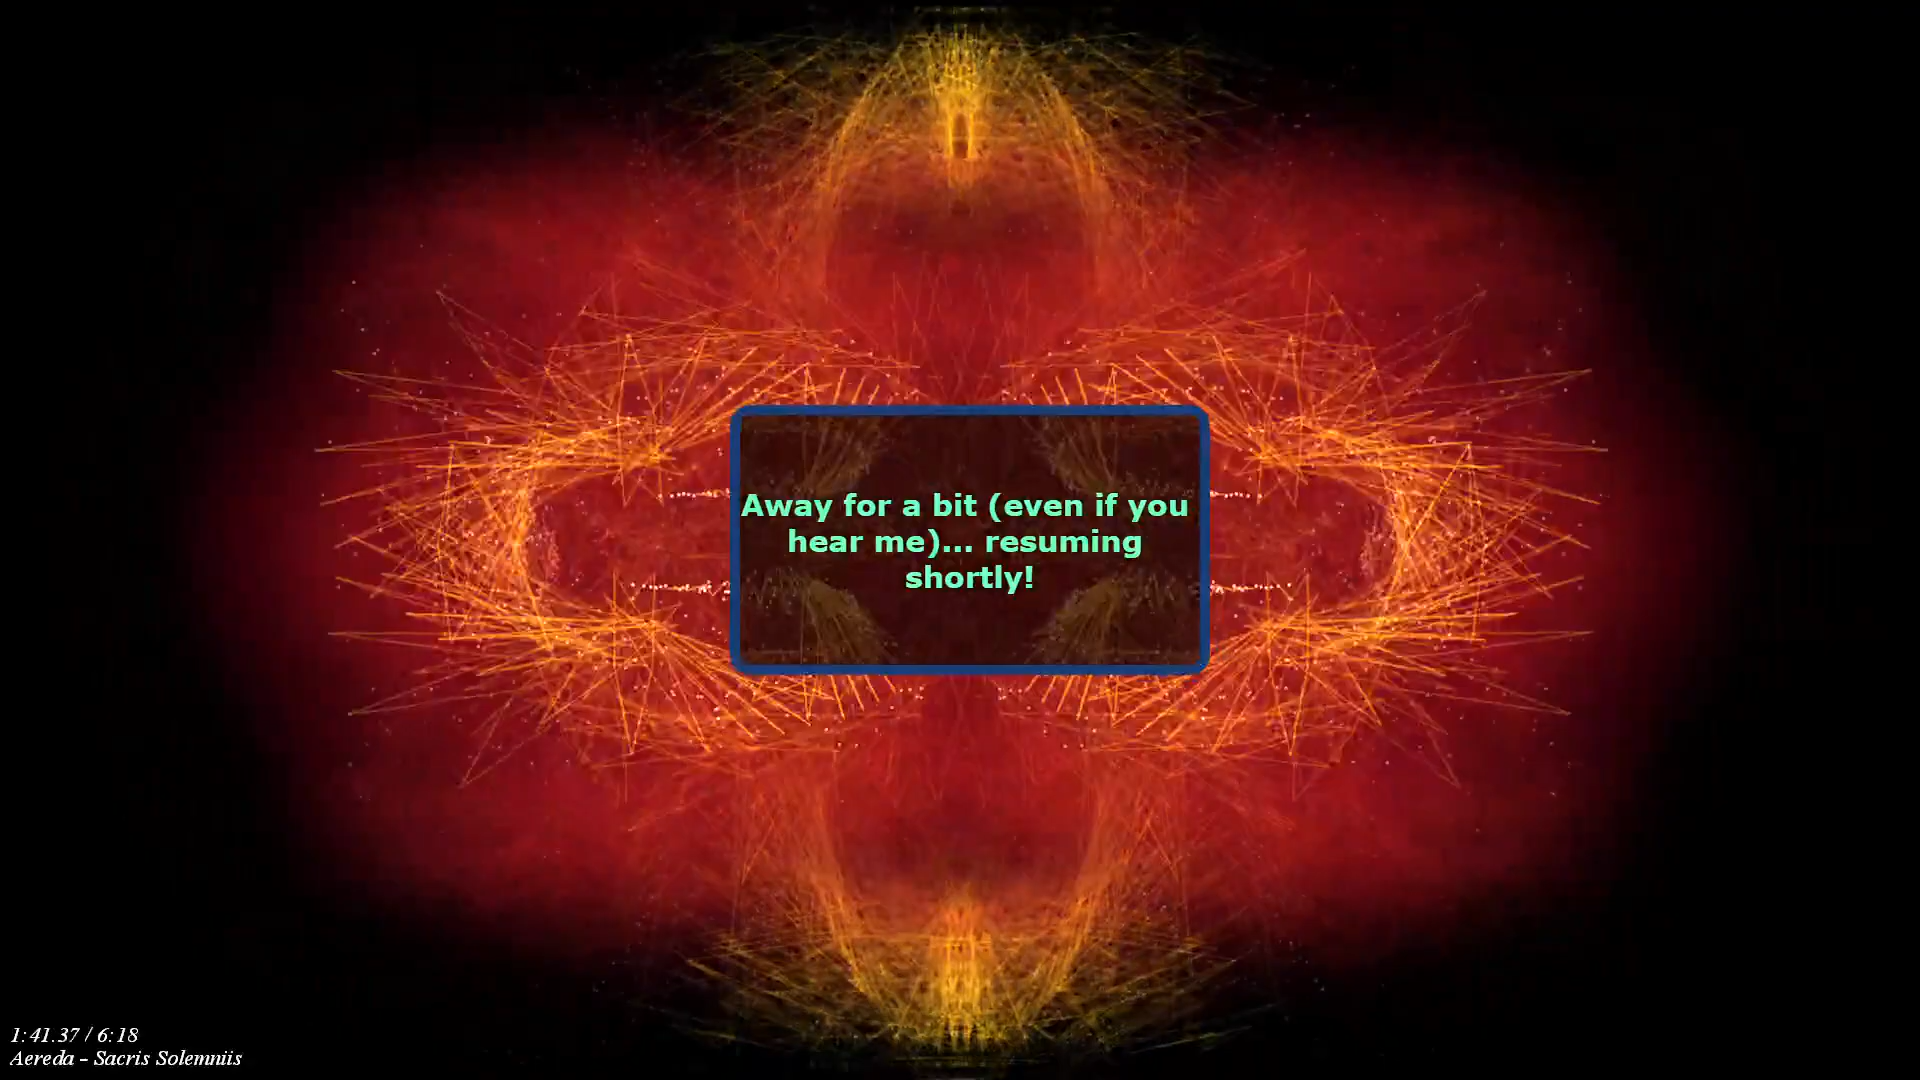 Away for a bit (even if you
hear me)... resuming
shortly!
1:41.37 / 6:18
Aereda - Sacris Solemniis